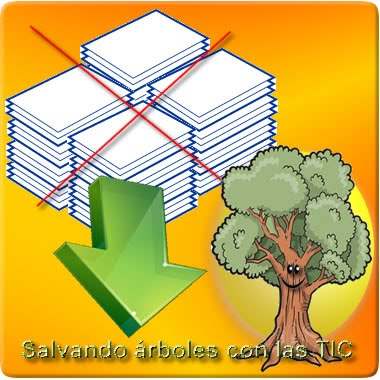 Salvando árboles con las TIC